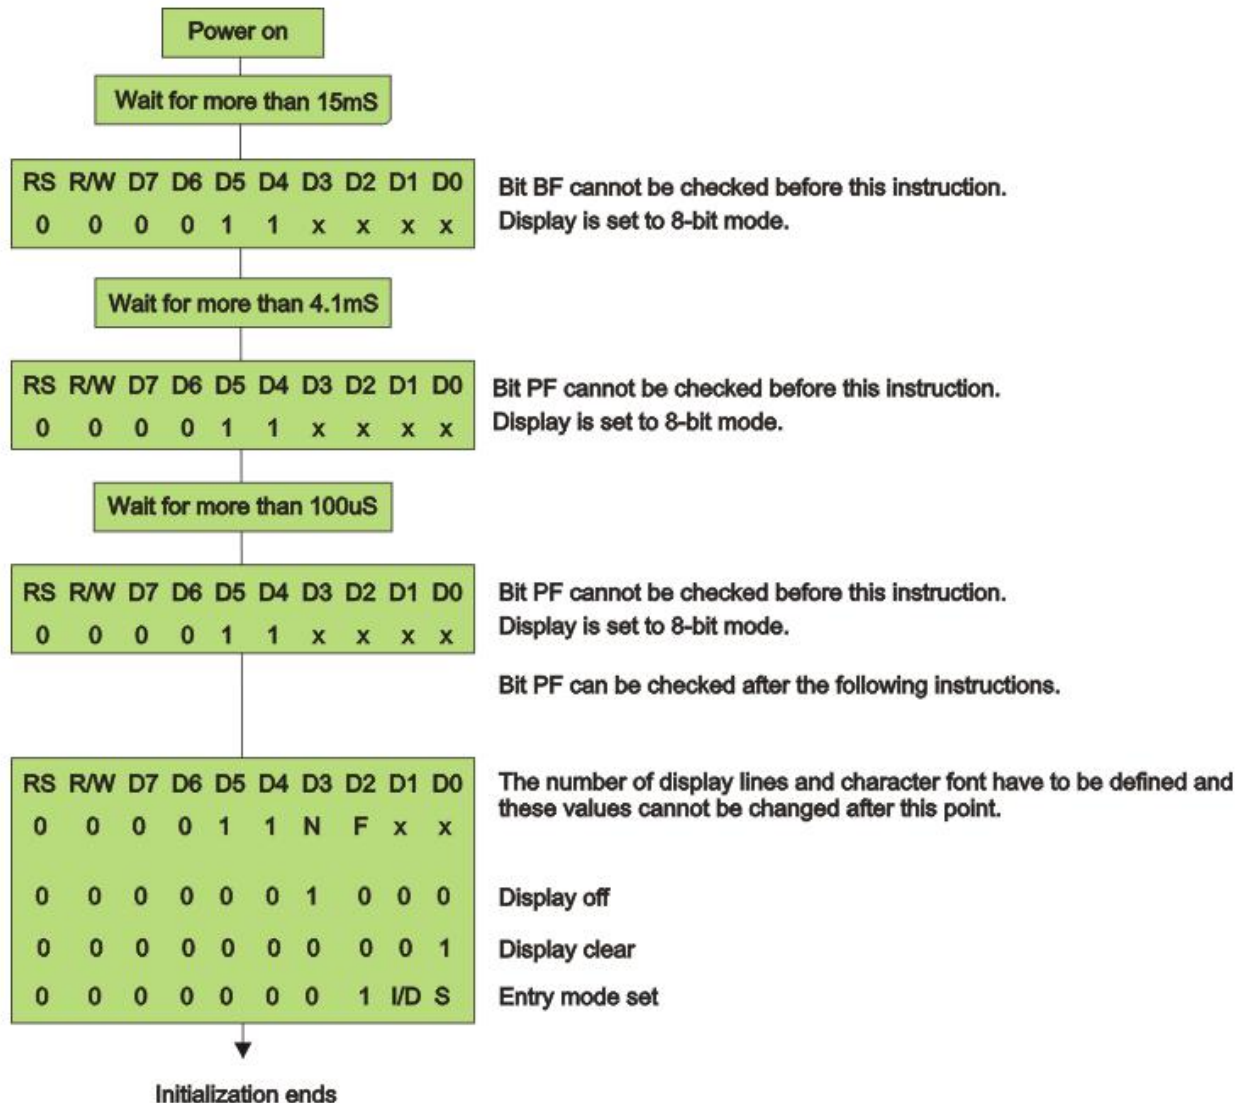 Power on
Wait for more than 15mS
RS R/W D7 D6 D5 D4 D3 D2 D1 D0
0 0 0 0 1 1 x x x x
Bit BF cannot be checked before this instruction.
Display is set to 8-bit mode.
Wait for more than 4.1mS
RS R/W D7 D6 D5 D4 D3 D2 D1 D0
0 0 0 0 1 1 x x x x
Bit PF cannot be checked before this instruction.
Display is set to 8-bit mode.
Wait for more than 100uS
RS R/W D7 D6 D5 D4 D3 D2 D1 D0
0 0 0 0 1 1 x x x x
Bit PF cannot be checked before this instruction.
Display is set to 8-bit mode.
Bit PF can be checked after the following instructions.
RS R/W D7 D6 D5 D4 D3 D2 D1 D0
0 0 0 0 1 1 N F x x
The number of display lines and character font have to be defined and
these values cannot be changed after this point.
0 0 0 0 0 0 1 0 0 0
Display off
0 0 0 0 0 0 0 0 0 1
Display clear
0 0 0 0 0 0 0 1 I/D S
Entry mode set
Initialization ends